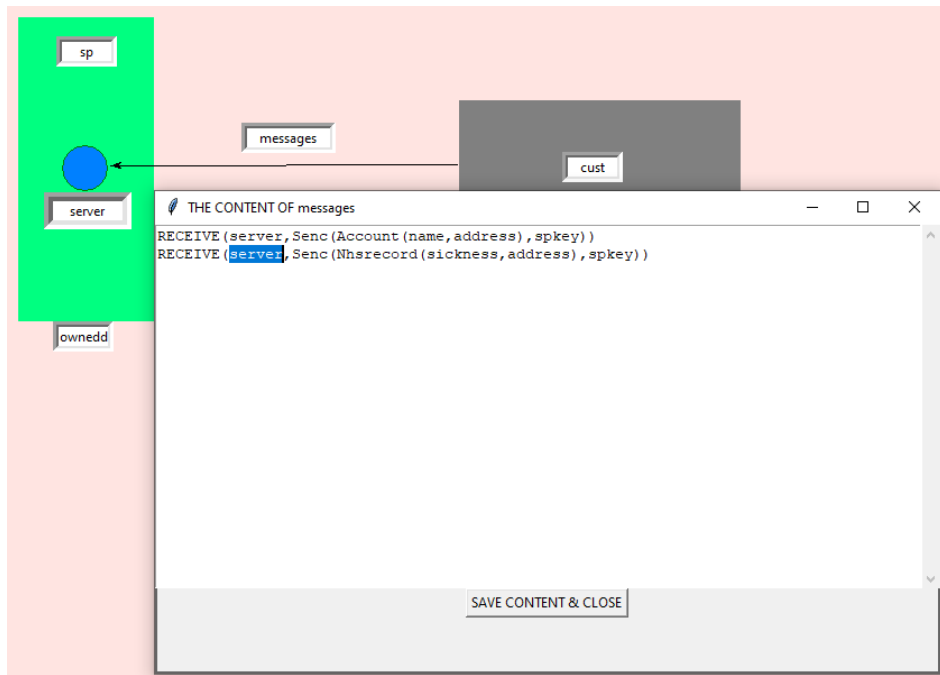 sp
messages
cust
server
THE CONTENT OF messages
RECEIVE(server,Senc(Account(name,address),spkey))
RECEIVE(server,Senc(Nhsrecord(sickness,address),spkey))
ownedd
SAVE CONTENT & CLOSE